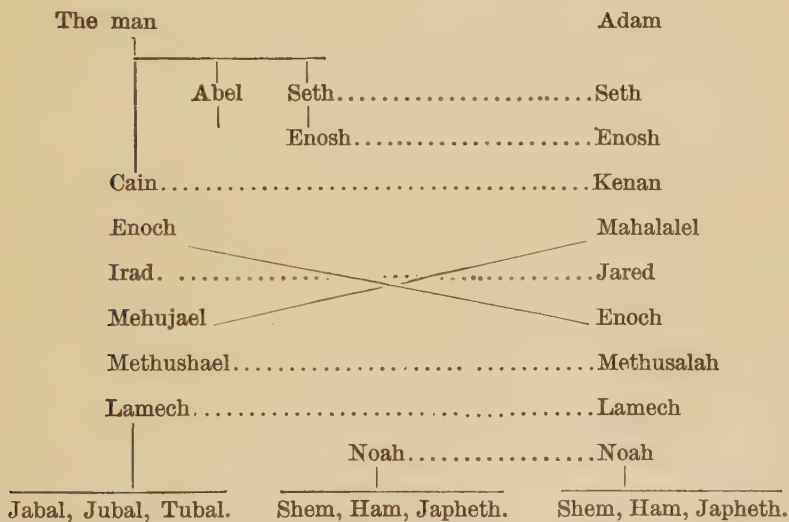 The man Adam
Abel Seth........................Seth
Enosh......................Enosh
Cain..........................................Kenan
Enoch Mahalalel
Irad. ........................Jared
Mehujael Enoch
Methushael..............................Methusalah
Lamech.......................................Lamech
Noah...................Noah
Jabal, Jubal, Tubal. Shem, Ham, Japheth. Shem, Ham, Japheth.